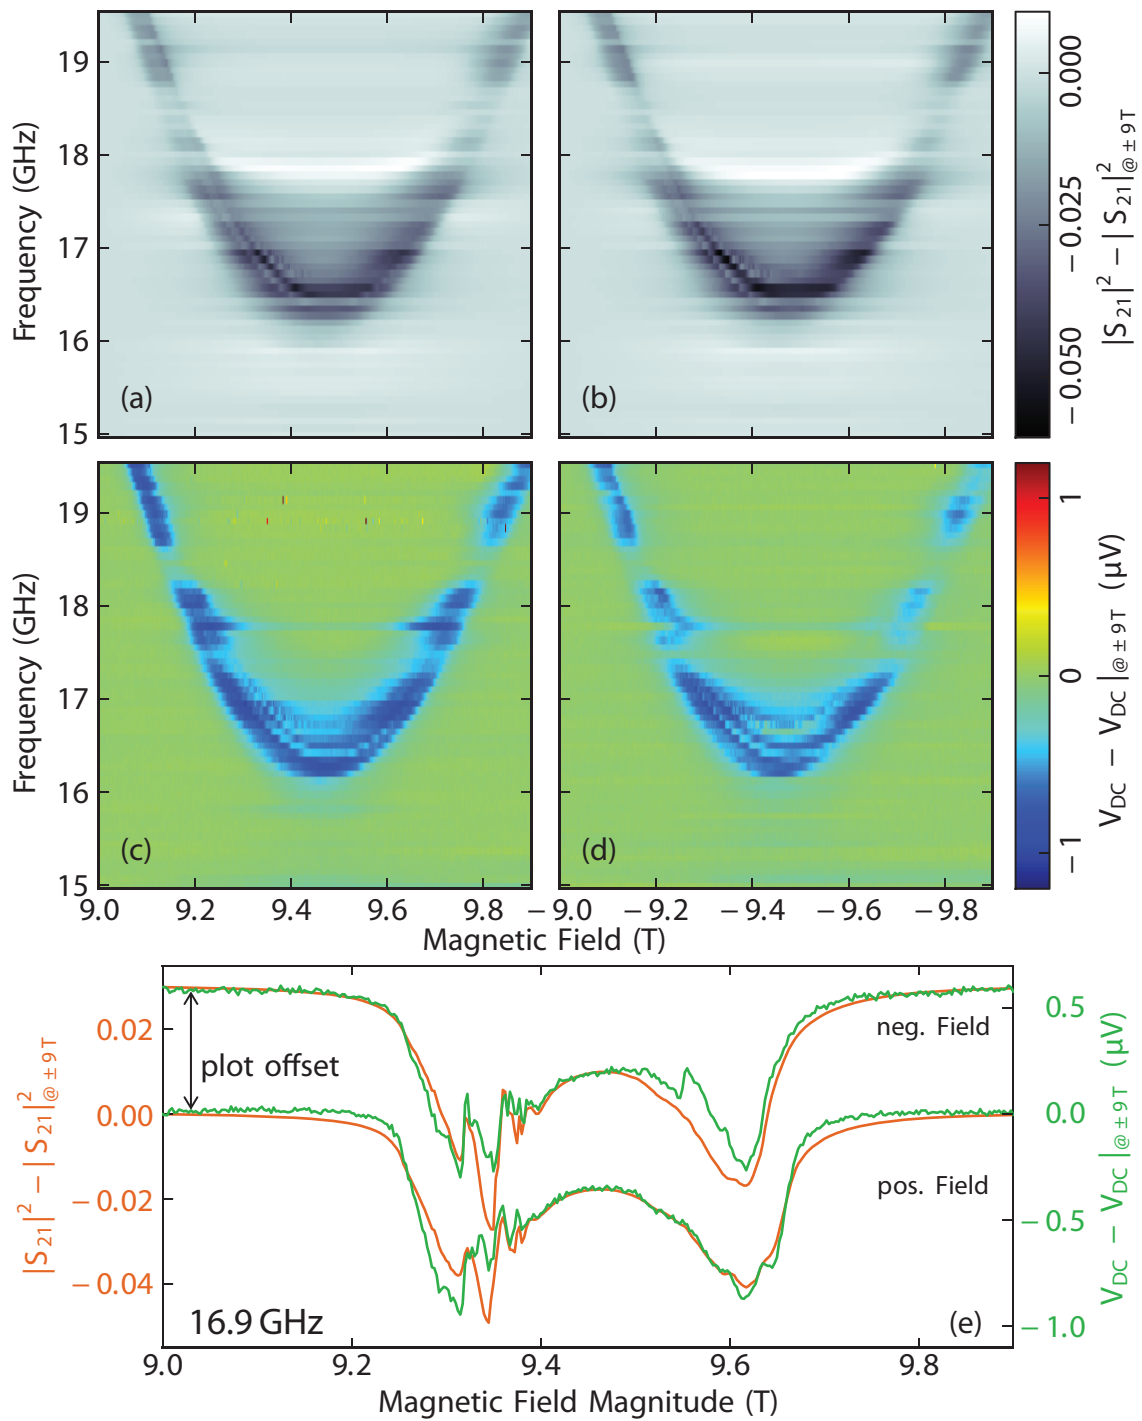 19
18
17
16
15
Frequency (GHz)
(a)
(b)
0.000
−0.025
−0.050
|S21|² − |S21|²@±9T
19
18
17
16
15
Frequency (GHz)
(c)
(d)
1
0
−1
VDC − VDC|@±9T (μV)
9.0 9.2 9.4 9.6 9.8 −9.0 −9.2 −9.4 −9.6 −9.8
Magnetic Field (T)
0.02
0.00
−0.02
−0.04
|S21|² − |S21|²@±9T
plot offset
neg. Field
pos. Field
16.9 GHz
(e)
0.5
0.0
−0.5
−1.0
VDC − VDC|@±9T (μV)
9.0 9.2 9.4 9.6 9.8
Magnetic Field Magnitude (T)